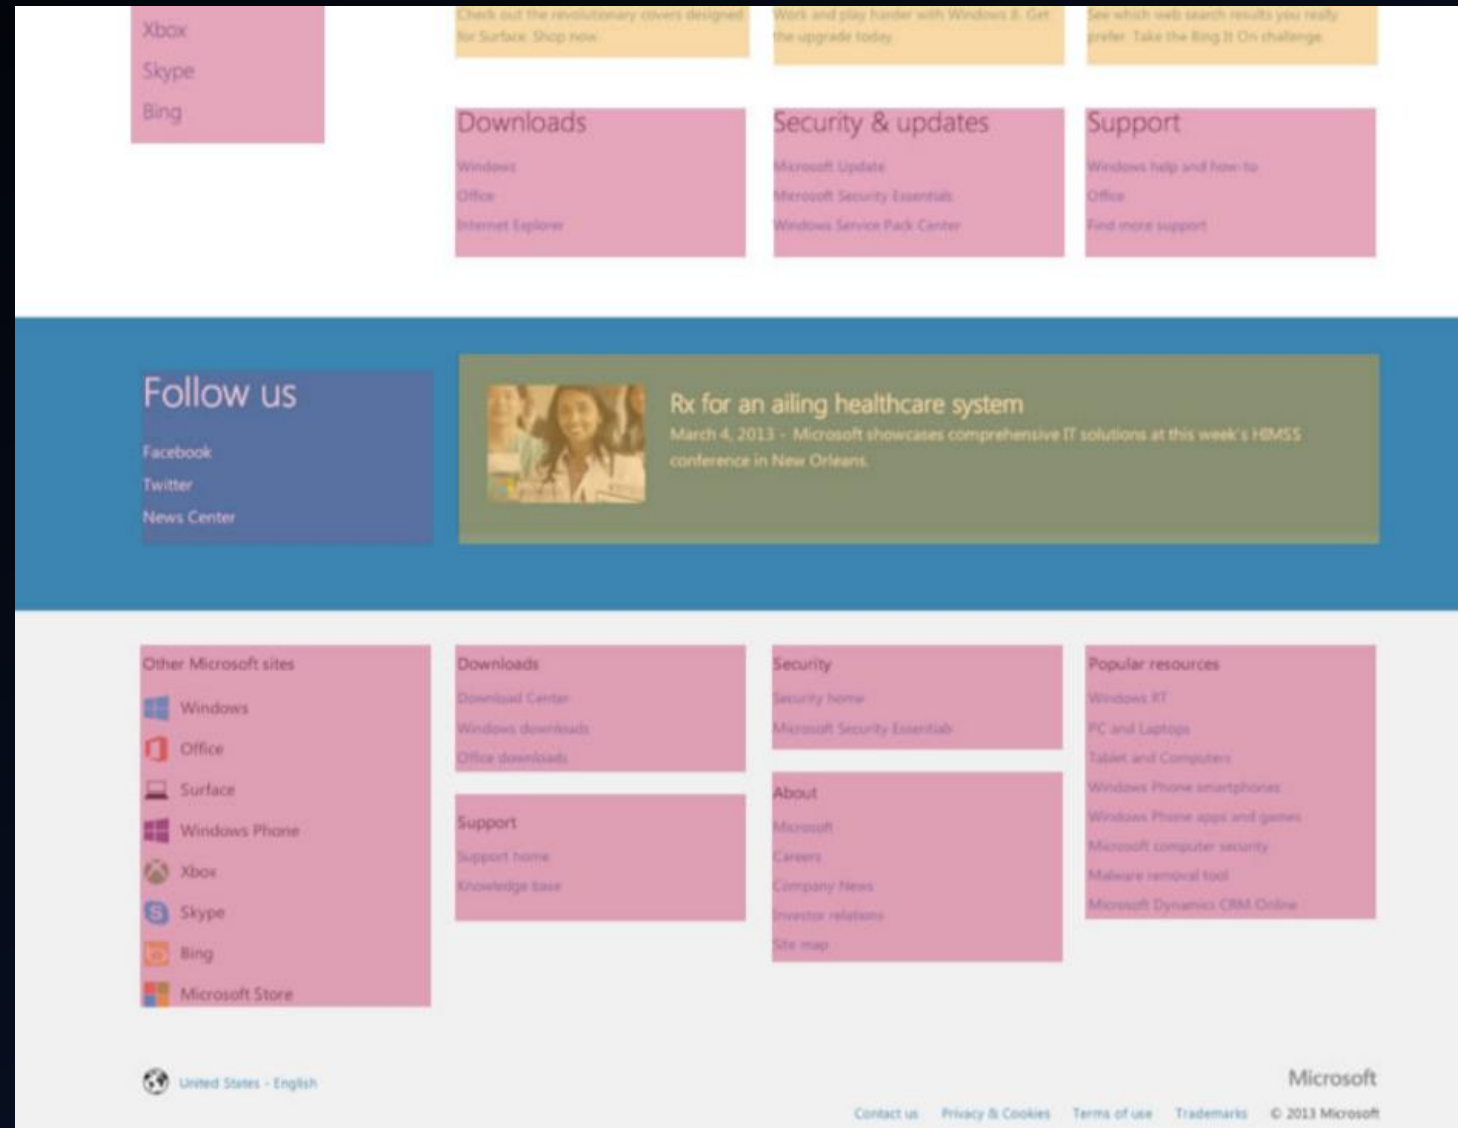 Xbox
Skype
Bing
Check out the revolutionary covers designed
for Surface. Shop now.
Work and play harder with Windows 8. Get
the upgrade today.
See which web search results you really
prefer. Take the Bing It On challenge.
Downloads
Windows
Office
Internet Explorer
Security & updates
Microsoft Update
Microsoft Security Essentials
Windows Service Pack Center
Support
Windows help and how-to
Office
Find more support
Follow us
Facebook
Twitter
News Center
Rx for an ailing healthcare system
March 4, 2013 - Microsoft showcases comprehensive IT solutions at this week's HIMSS
conference in New Orleans.
Other Microsoft sites
Windows
Office
Surface
Windows Phone
Xbox
Skype
Bing
Microsoft Store
Downloads
Download Center
Windows downloads
Office downloads
Support
Support home
Knowledge base
Security
Security home
Microsoft Security Essentials
About
Microsoft
Careers
Company News
Investor relations
Site map
Popular resources
Windows RT
PC and Laptops
Tablet and Computers
Windows Phone smartphones
Windows Phone apps and games
Microsoft computer security
Malware removal tool
Microsoft Dynamics CRM Online
United States - English
Microsoft
Contact us Privacy & Cookies Terms of use Trademarks © 2013 Microsoft